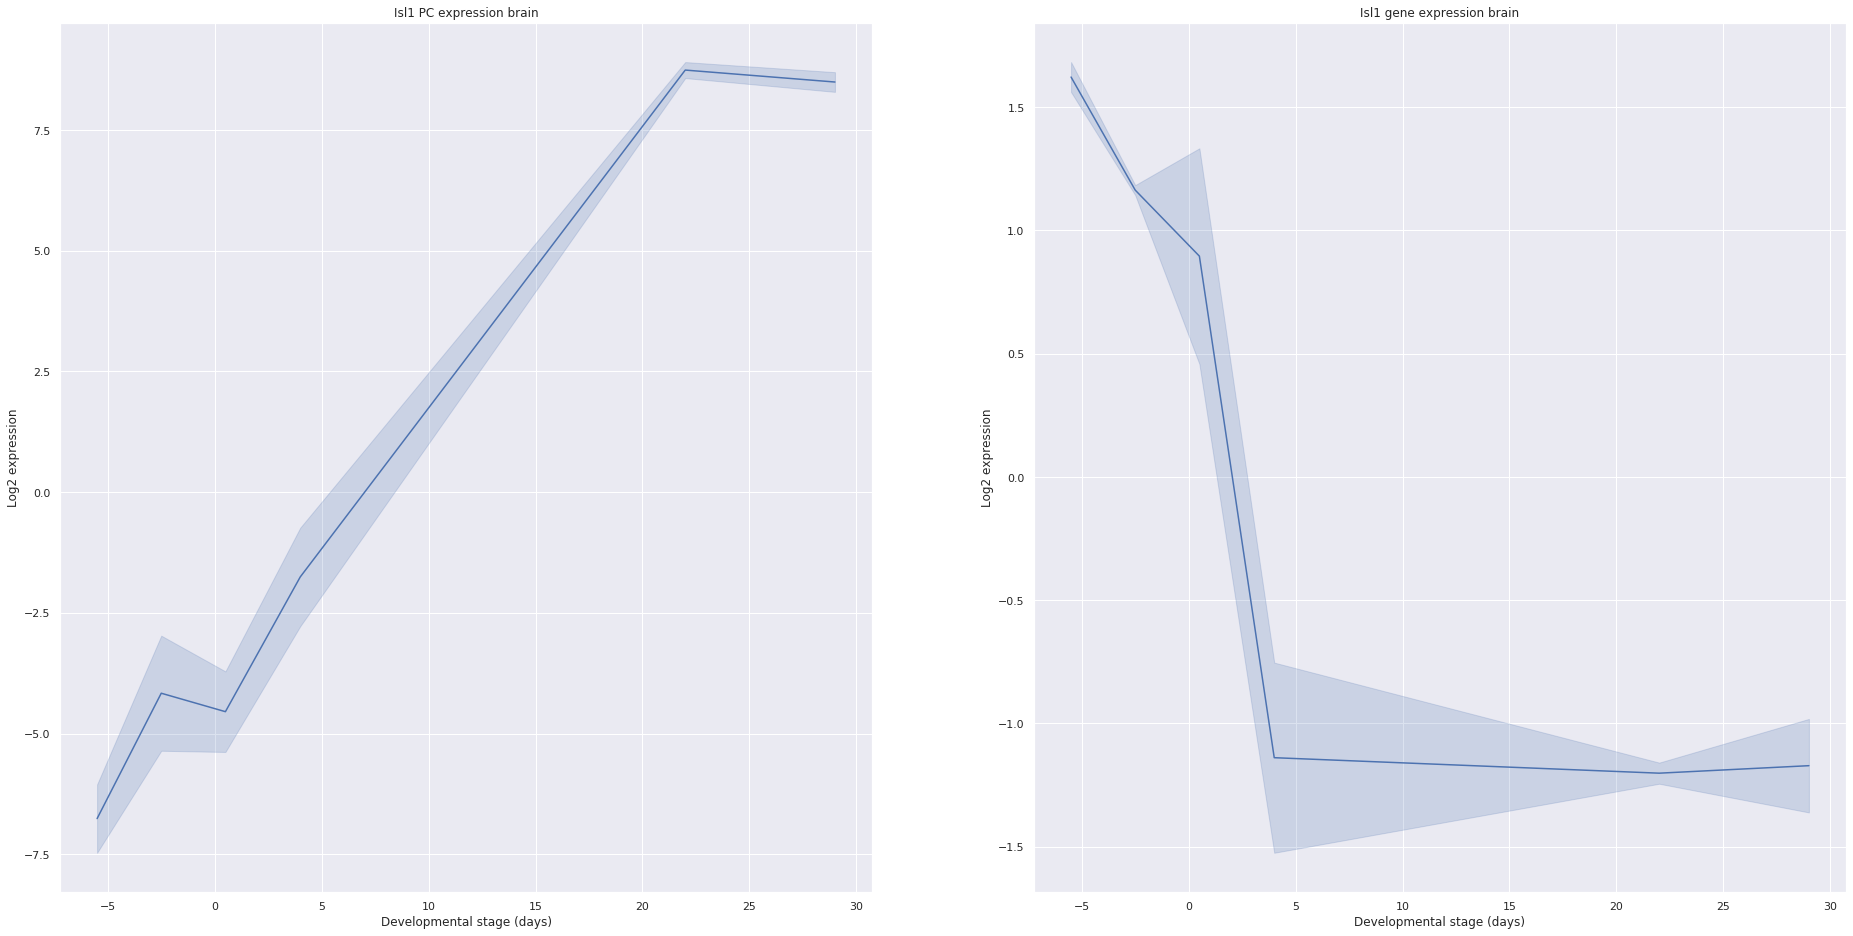 Isl1 PC expression brain
Log2 expression
7.5
5.0
2.5
0.0
−2.5
−5.0
−7.5
−5 0 5 10 15 20 25 30
Developmental stage (days)
Isl1 gene expression brain
Log2 expression
1.5
1.0
0.5
0.0
−0.5
−1.0
−1.5
−5 0 5 10 15 20 25 30
Developmental stage (days)